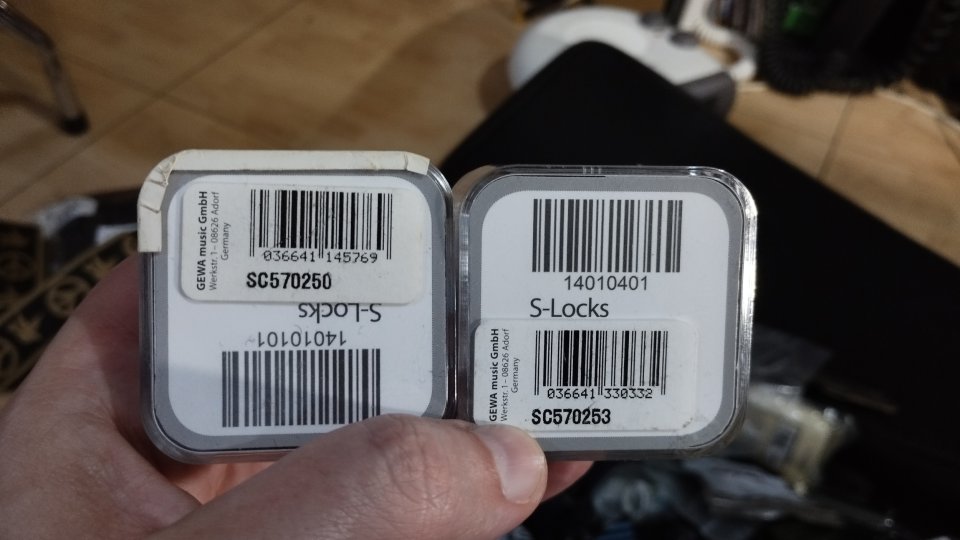 GEWA music GmbH
Werkstr. 1 - 08626 Adorf
Germany
036641 145769
SC570250
S-Locks
14010101
14010401
S-Locks
GEWA music GmbH
Werkstr. 1 - 08626 Adorf
Germany
036641 330332
SC570253